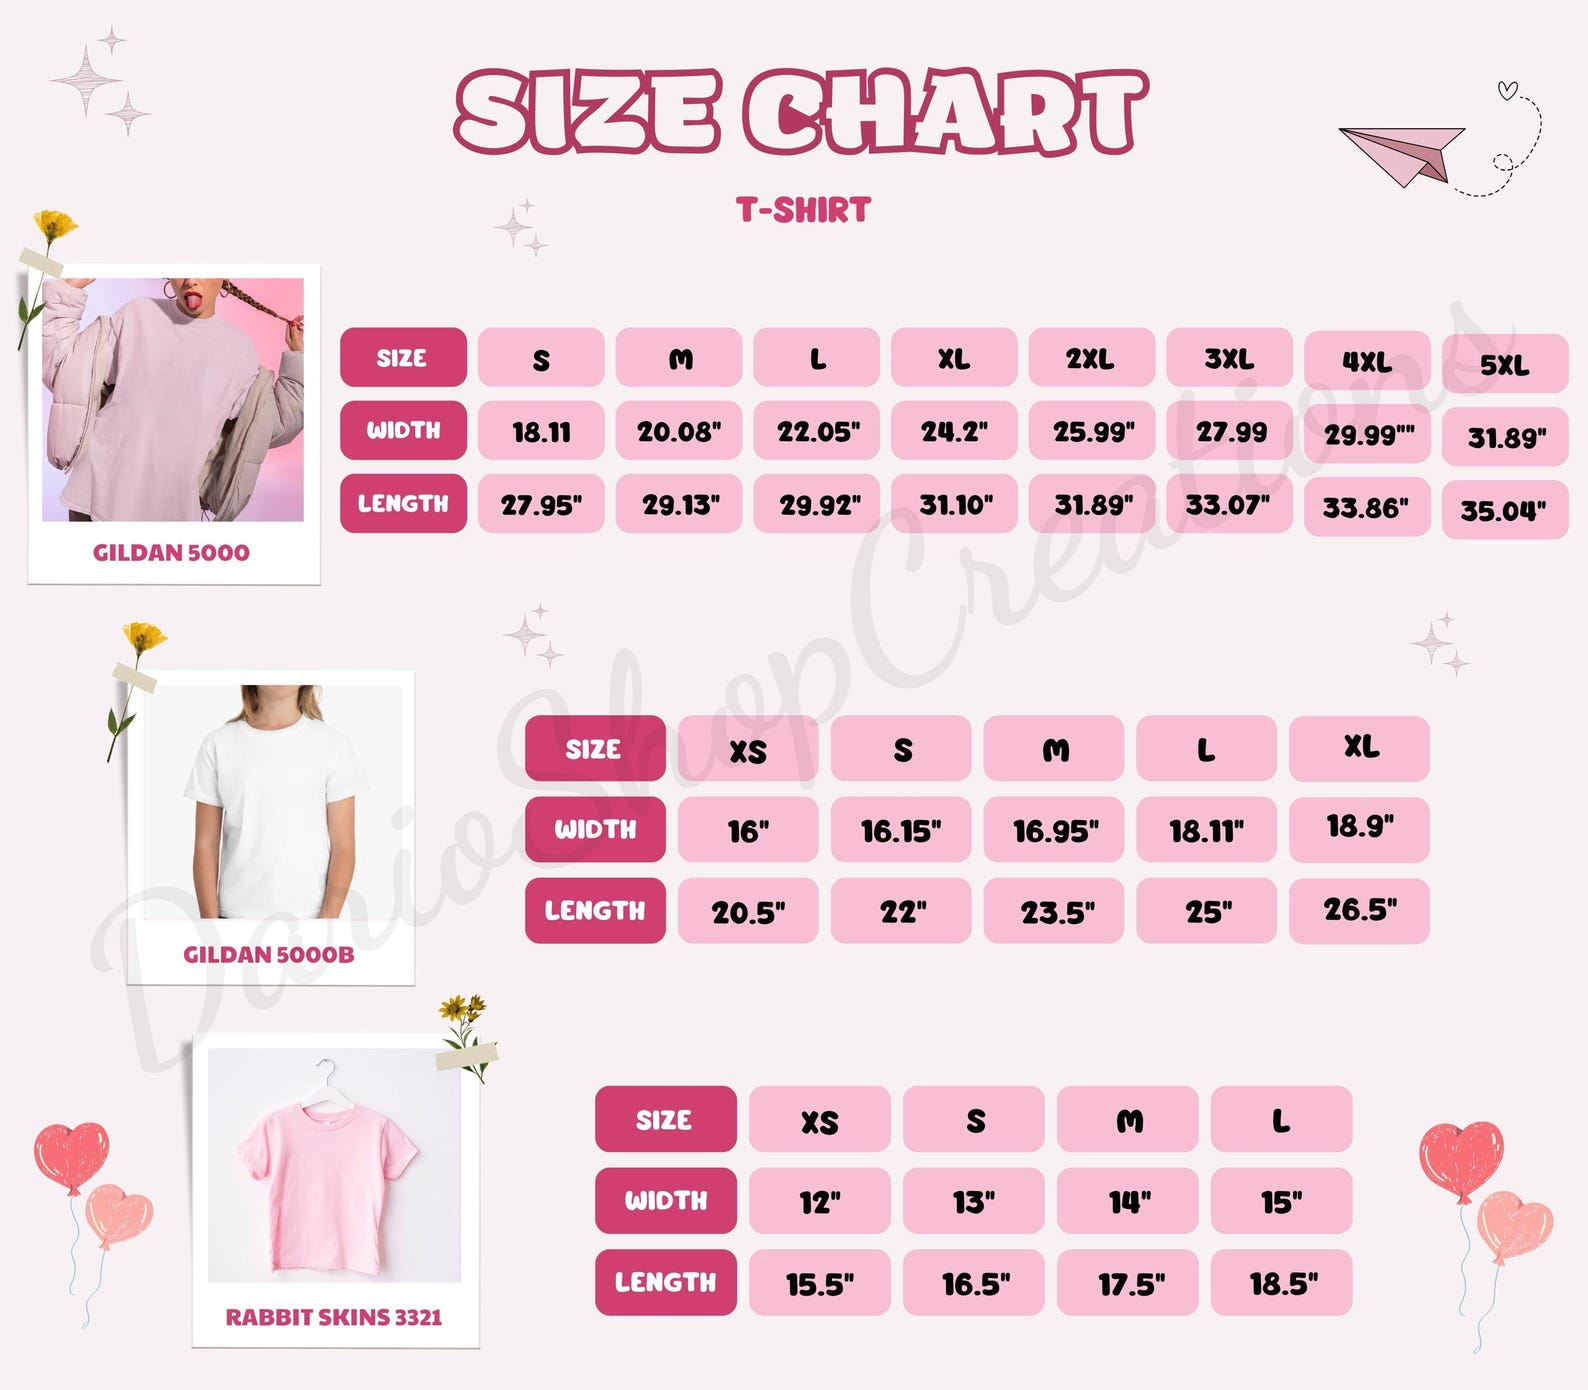 SIZE CHART
T-SHIRT
SIZE S M L XL 2XL 3XL 4XL 5XL
WIDTH 18.11 20.08" 22.05" 24.2" 25.99" 27.99 29.99"" 31.89"
LENGTH 27.95" 29.13" 29.92" 31.10" 31.89" 33.07" 33.86" 35.04"
GILDAN 5000
SIZE XS S M L XL
WIDTH 16" 16.15" 16.95" 18.11" 18.9"
LENGTH 20.5" 22" 23.5" 25" 26.5"
GILDAN 5000B
SIZE XS S M L
WIDTH 12" 13" 14" 15"
LENGTH 15.5" 16.5" 17.5" 18.5"
RABBIT SKINS 3321
DarioShopCreations